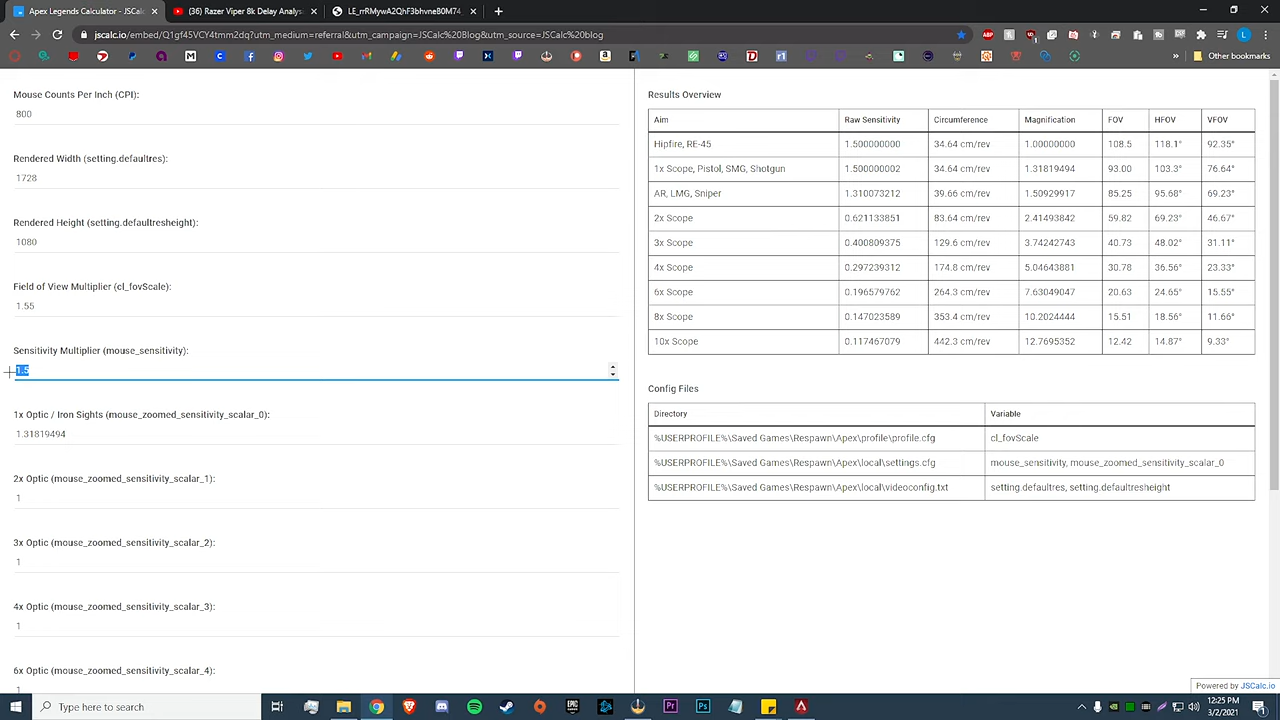 Apex Legends Calculator - JSCalc
(36) Razer Viper 8k Delay Analys
LE_rrRMywA2QhF3bhvne80M74
jscalc.io/embed/Q1gf45VCY4tmm2dq?utm_medium=referral&utm_source=JSCalc%20Blog&utm_campaign=JSCalc%20blog
Other bookmarks
Mouse Counts Per Inch (CPI):
800
Rendered Width (setting.defaultres):
1728
Rendered Height (setting.defaultresheight):
1080
Field of View Multiplier (cl_fovScale):
1.55
Sensitivity Multiplier (mouse_sensitivity):
1.5
1x Optic / Iron Sights (mouse_zoomed_sensitivity_scalar_0):
1.31819494
2x Optic (mouse_zoomed_sensitivity_scalar_1):
1
3x Optic (mouse_zoomed_sensitivity_scalar_2):
1
4x Optic (mouse_zoomed_sensitivity_scalar_3):
1
6x Optic (mouse_zoomed_sensitivity_scalar_4):
1
Results Overview
Aim Raw Sensitivity Circumference Magnification FOV HFOV VFOV
Hipfire, RE-45 1.500000000 34.64 cm/rev 1.00000000 108.5 118.1° 92.35°
1x Scope, Pistol, SMG, Shotgun 1.500000002 34.64 cm/rev 1.31819494 93.00 103.3° 76.64°
AR, LMG, Sniper 1.310073212 39.66 cm/rev 1.50929917 85.25 95.68° 69.23°
2x Scope 0.621133851 83.64 cm/rev 2.41493842 59.82 69.23° 46.67°
3x Scope 0.400809375 129.6 cm/rev 3.74242743 40.73 48.02° 31.11°
4x Scope 0.297239312 174.8 cm/rev 5.04643881 30.78 36.56° 23.33°
6x Scope 0.196579762 264.3 cm/rev 7.63049047 20.63 24.65° 15.55°
8x Scope 0.147023589 353.4 cm/rev 10.2024444 15.51 18.56° 11.66°
10x Scope 0.117467079 442.3 cm/rev 12.7695352 12.42 14.87° 9.33°
Config Files
Directory Variable
%USERPROFILE%\Saved Games\Respawn\Apex\profile\profile.cfg cl_fovScale
%USERPROFILE%\Saved Games\Respawn\Apex\local\settings.cfg mouse_sensitivity, mouse_zoomed_sensitivity_scalar_0
%USERPROFILE%\Saved Games\Respawn\Apex\local\videoconfig.txt setting.defaultres, setting.defaultresheight
Powered by JSCalc.io
Type here to search
12:25 PM
3/2/2021